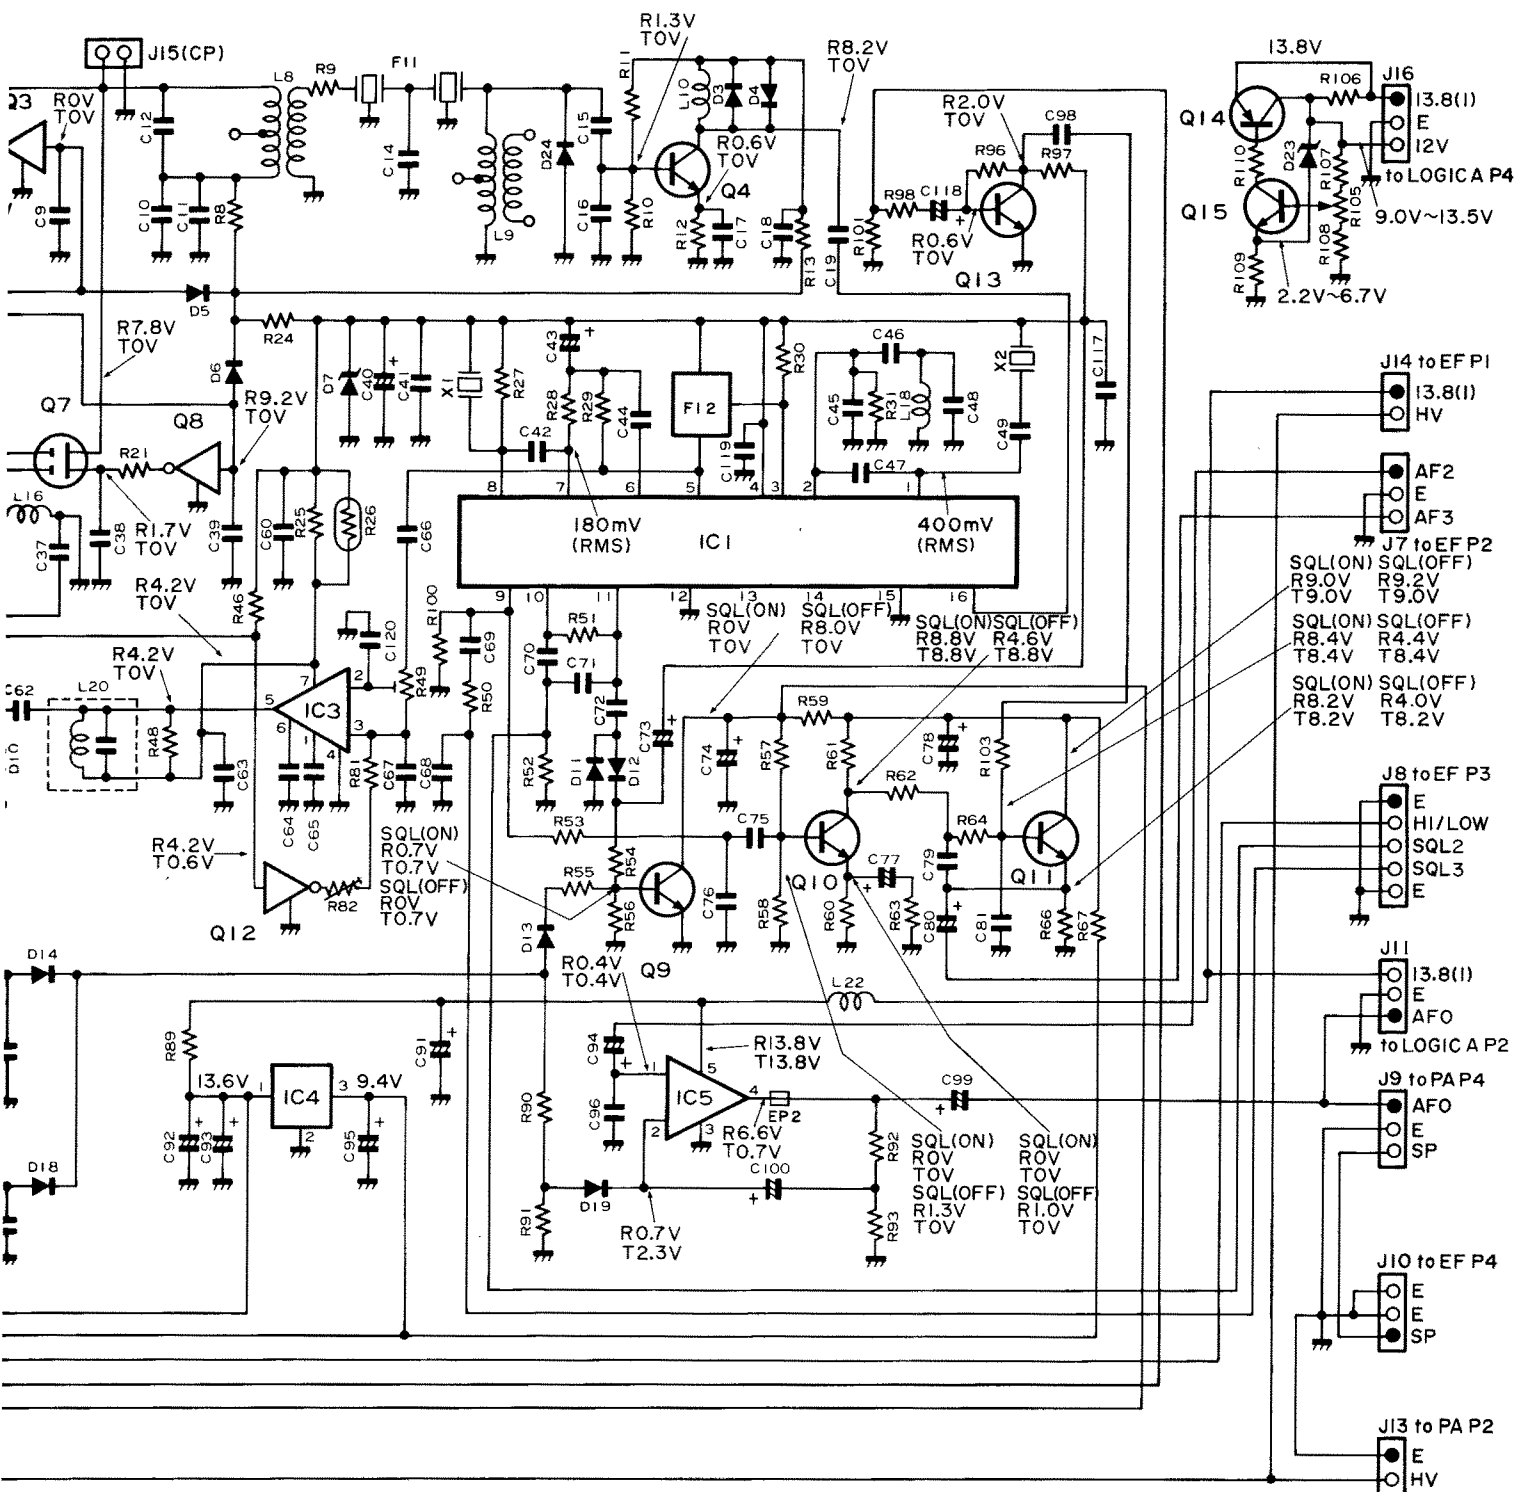 J15(CP)
R1.3V
T0V
R8.2V
T0V
13.8V
J16
Q3
R0V
T0V
L8
R9
F11
R11
L10
D3
D4
R2.0V
T0V
C98
Q14
R106
13.8(1)
E
12V
to LOGIC A P4
C12
C14
D24
C15
R0.6V
T0V
Q4
R96
R97
R98
C118
+
R110
D23
R107
R105
9.0V~13.5V
Q15
C9
C10
C11
R8
L9
C16
R10
R12
C17
C18
R13
C19
R101
R0.6V
T0V
Q13
R109
R108
2.2V~6.7V
D5
R7.8V
T0V
R24
D6
D7
C40
+
C41
X1
R27
C43
+
R28
R29
C44
F12
R30
C46
C45
R31
L18
C48
X2
C49
C117
J14 to EF P1
13.8(1)
HV
Q7
Q8
R9.2V
T0V
C42
C119
C47
R21
AF2
E
AF3
J7 to EF P2
L16
C37
C38
R1.7V
T0V
C39
C60
R25
R26
C66
8
7
6
5
4
3
2
1
180mV
(RMS)
IC1
400mV
(RMS)
9
10
11
12
13
14
15
16
R4.2V
T0V
R46
R100
C69
R51
C70
C71
SQL(ON)
R0V
T0V
SQL(OFF)
R8.0V
T0V
SQL(ON)
R8.8V
T8.8V
SQL(OFF)
R4.6V
T8.8V
SQL(ON)
R9.0V
T9.0V
SQL(OFF)
R9.2V
T9.0V
SQL(ON)
R8.4V
T8.4V
SQL(OFF)
R4.4V
T8.4V
SQL(ON)
R8.2V
T8.2V
SQL(OFF)
R4.0V
T8.2V
C120
R4.2V
T0V
C62
L20
D10
R48
C63
5
7
2
IC3
3
6
1
4
R49
R50
R81
C67
C68
C64
C65
R52
C72
D11
D12
C73
+
C74
+
R57
R59
R61
C78
+
R103
R62
R64
J8 to EF P3
E
HI/LOW
SQL2
SQL3
E
R4.2V
T0.6V
SQL(ON)
R0.7V
T0.7V
SQL(OFF)
R0V
T0.7V
R82
Q12
R53
R54
R55
R56
C75
C76
Q9
Q10
R58
R60
C77
+
R63
C79
C80
+
C81
Q11
R66
R67
D13
D14
R0.4V
T0.4V
L22
J11
13.8(1)
E
AFO
to LOGIC A P2
R89
C91
+
C94
+
R13.8V
T13.8V
13.6V
1
IC4
3
9.4V
2
C92
+
C93
+
C95
+
R90
C96
1
5
IC5
4
2
3
EP2
C99
+
R6.6V
T0.7V
R92
SQL(ON)
R0V
T0V
SQL(OFF)
R1.3V
T0V
SQL(ON)
R0V
T0V
SQL(OFF)
R1.0V
T0V
J9 to PA P4
AFO
E
SP
D18
R91
D19
C100
+
R93
R0.7V
T2.3V
J10 to EF P4
E
E
SP
J13 to PA P2
E
HV